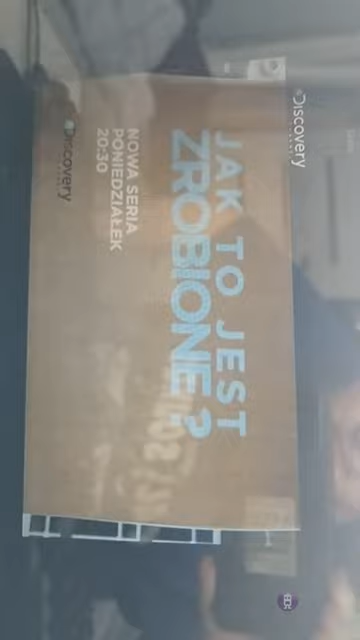 Discovery
JAK TO JEST
ZROBIONE?
NOWA SERIA
PONIEDZIAŁEK
20:30
Discovery